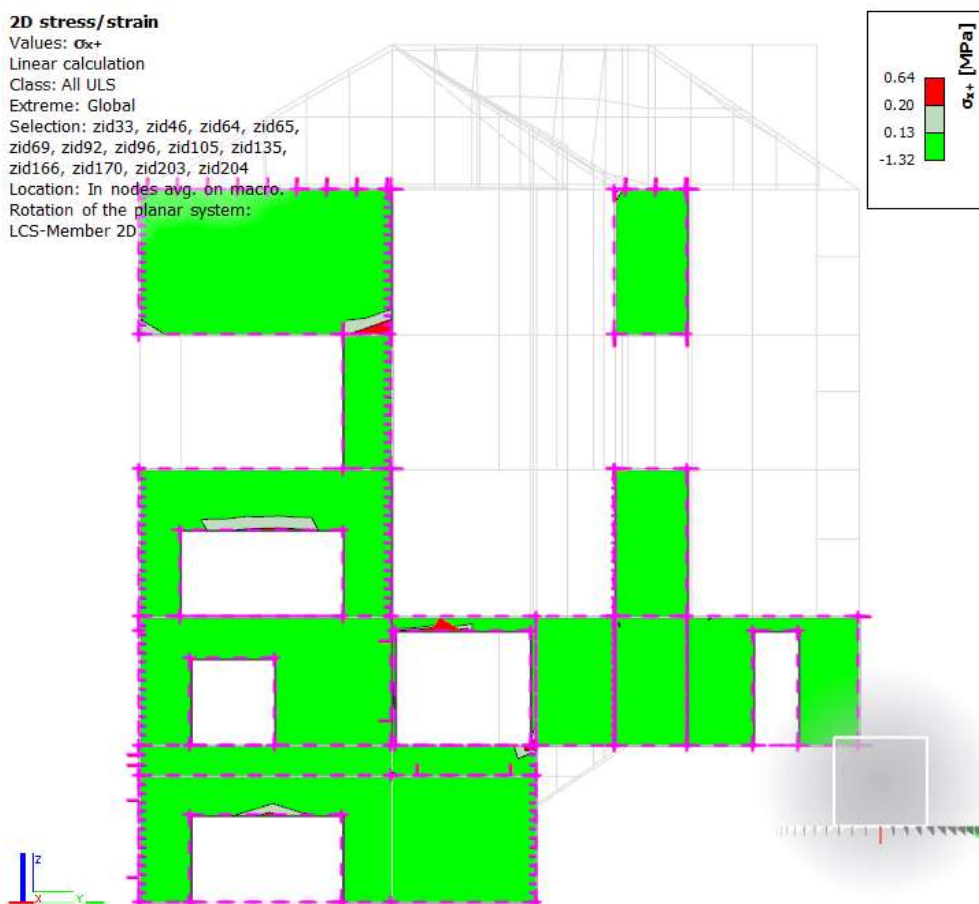 2D stress/strain
Values: σx+
Linear calculation
Class: All ULS
Extreme: Global
Selection: zid33, zid46, zid64, zid65,
zid69, zid92, zid96, zid105, zid135,
zid166, zid170, zid203, zid204
Location: In nodes avg. on macro.
Rotation of the planar system:
LCS-Member 2D
0.64
0.20
0.13
-1.32
σx+ [MPa]
Z
X
Y